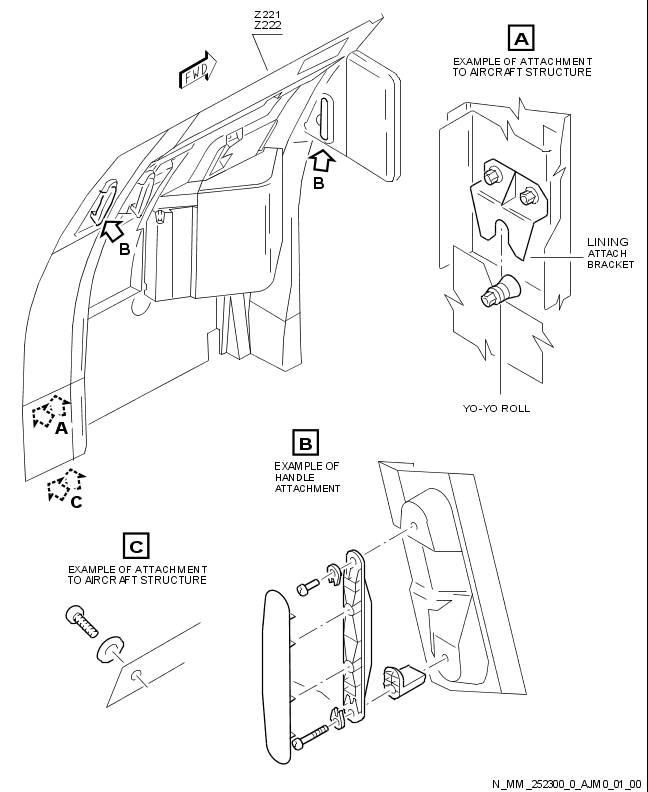 Z221
Z222
FWD
B
B
A
C
A
EXAMPLE OF ATTACHMENT
TO AIRCRAFT STRUCTURE
LINING
ATTACH
BRACKET
YO-YO ROLL
B
EXAMPLE OF
HANDLE
ATTACHMENT
C
EXAMPLE OF ATTACHMENT
TO AIRCRAFT STRUCTURE
N_MM_252300_0_AJM0_01_00